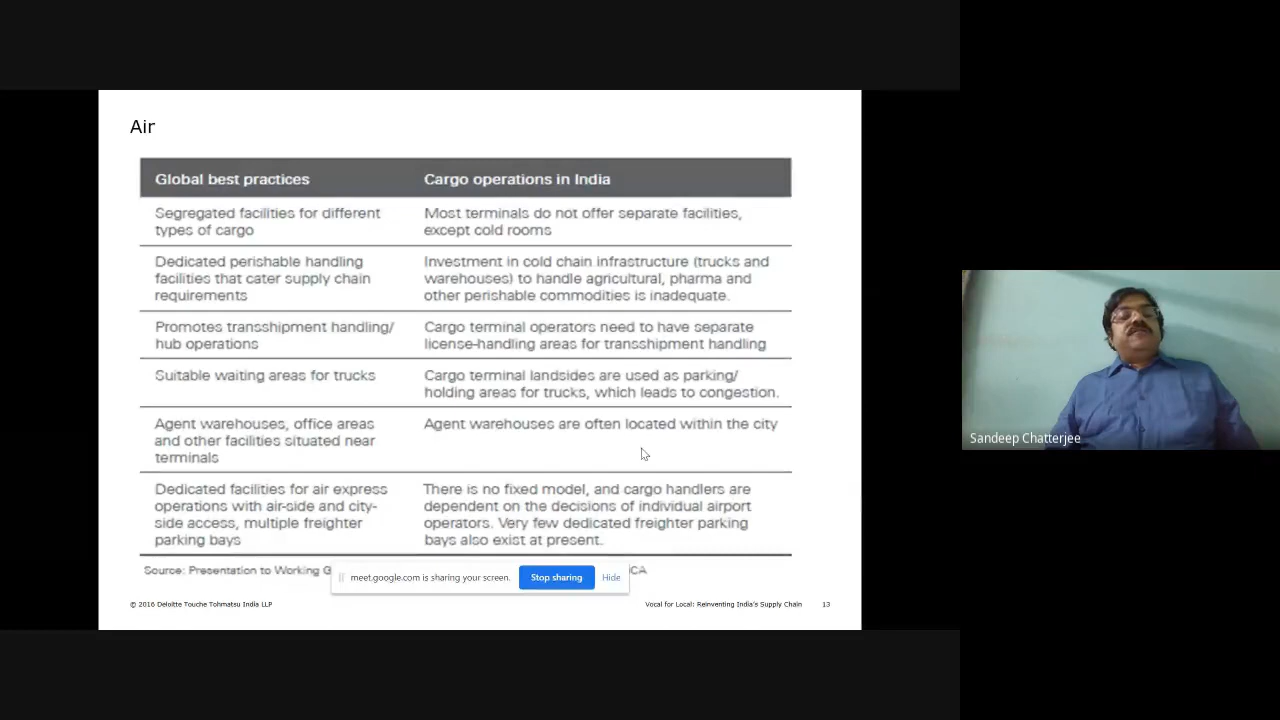 Air
Global best practices
Cargo operations in India
Segregated facilities for different
types of cargo
Most terminals do not offer separate facilities,
except cold rooms
Dedicated perishable handling
facilities that cater supply chain
requirements
Investment in cold chain infrastructure (trucks and
warehouses) to handle agricultural, pharma and
other perishable commodities is inadequate.
Promotes transshipment handling/
hub operations
Cargo terminal operators need to have separate
license-handling areas for transshipment handling
Suitable waiting areas for trucks
Cargo terminal landsides are used as parking/
holding areas for trucks, which leads to congestion.
Agent warehouses, office areas
and other facilities situated near
terminals
Agent warehouses are often located within the city
Dedicated facilities for air express
operations with air-side and city-
side access, multiple freighter
parking bays
There is no fixed model, and cargo handlers are
dependent on the decisions of individual airport
operators. Very few dedicated freighter parking
bays also exist at present.
Source: Presentation to Working
meet.google.com is sharing your screen.
Stop sharing
Hide
© 2016 Deloitte Touche Tohmatsu India LLP
Vocal for Local: Reinventing India's Supply Chain
13
Sandeep Chatterjee